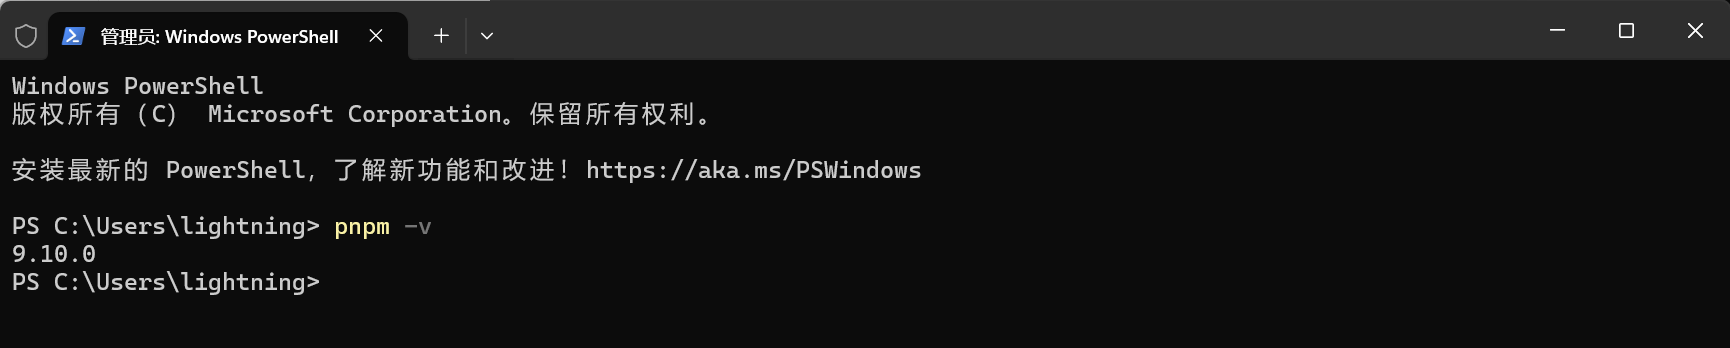 管理员: Windows PowerShell
Windows PowerShell
版权所有（C） Microsoft Corporation。保留所有权利。
安装最新的 PowerShell，了解新功能和改进！https://aka.ms/PSWindows
PS C:\Users\lightning> pnpm -v
9.10.0
PS C:\Users\lightning>